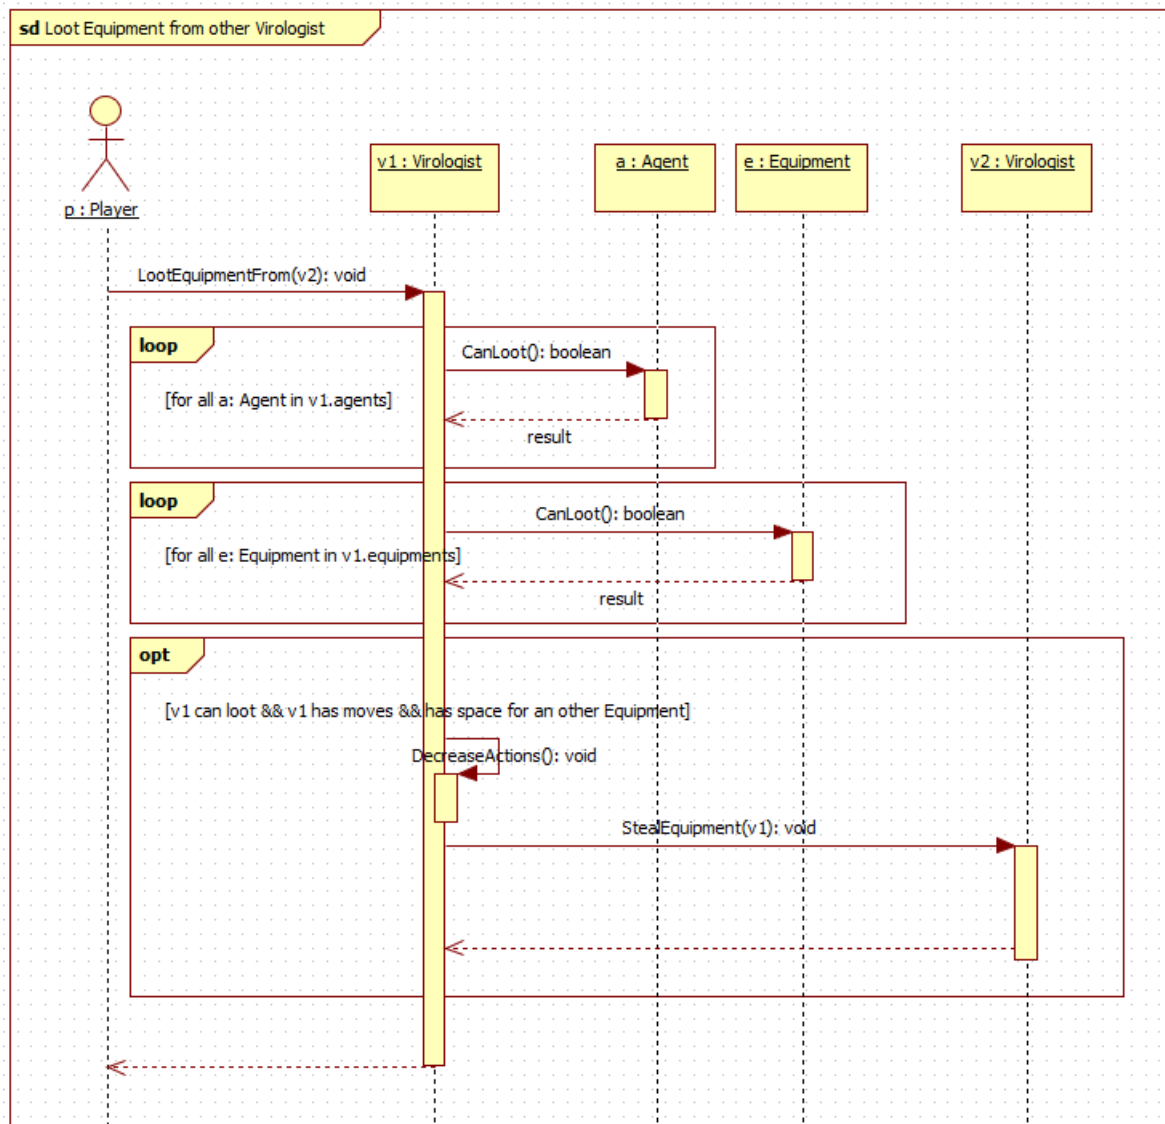 sd Loot Equipment from other Virologist
p : Player
v1 : Virologist
a : Agent
e : Equipment
v2 : Virologist
LootEquipmentFrom(v2): void
loop
CanLoot(): boolean
[for all a: Agent in v1.agents]
result
loop
CanLoot(): boolean
[for all e: Equipment in v1.equipments]
result
opt
[v1 can loot && v1 has moves && has space for an other Equipment]
DecreaseActions(): void
StealEquipment(v1): void